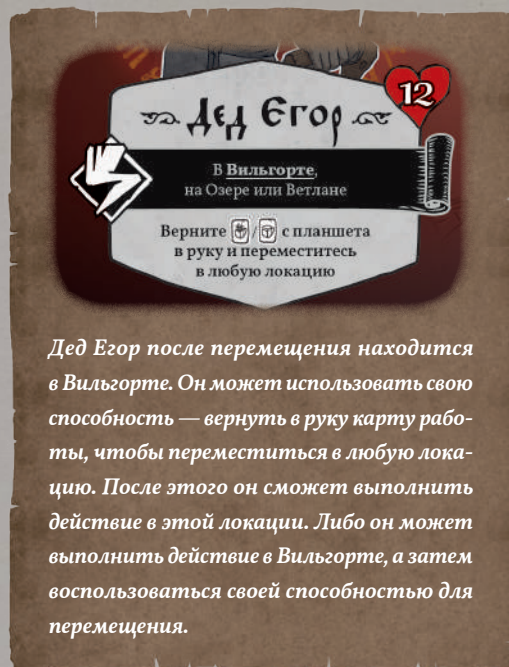 Дед Єгор
12
В Вильгорте,
на Озере или Ветлане
Верните / с планшета
в руку и переместитесь
в любую локацию
Дед Егор после перемещения находится
в Вильгорте. Он может использовать свою
способность — вернуть в руку карту рабо-
ты, чтобы переместиться в любую лока-
цию. После этого он сможет выполнить
действие в этой локации. Либо он может
выполнить действие в Вильгорте, а затем
воспользоваться своей способностью для
перемещения.